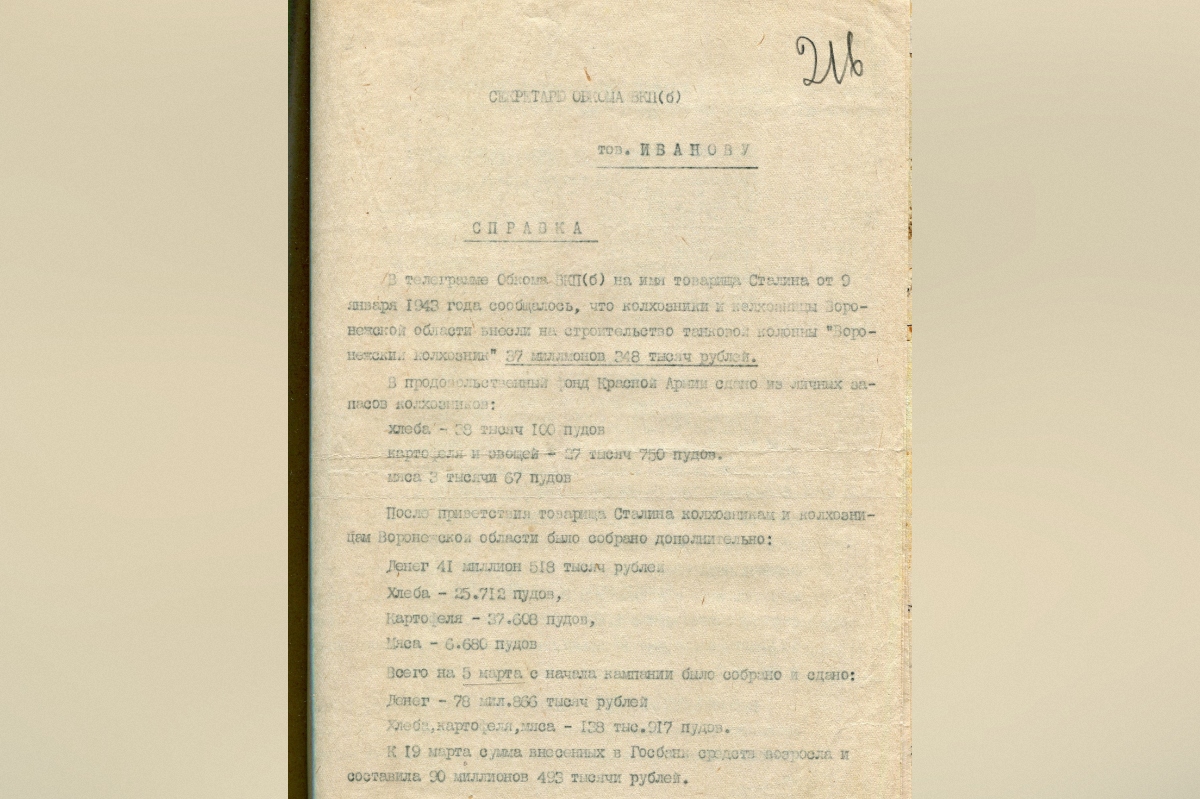 216
СЕКРЕТАРЮ ОБКОМА ВКП(б)
тов. ИВАНОВУ
СПРАВКА
В телеграмме Обкома ВКП(б) на имя товарища Сталина от 9
января 1943 года сообщалось, что колхозники и колхозницы Воро-
нежской области внесли на строительство танковой колонны "Воро-
нежский колхозник" 37 миллионов 348 тысяч рублей.
В продовольственный фонд Красной Армии сдано из личных за-
пасов колхозников:
хлеба - 38 тысяч 100 пудов
картофеля и овощей - 27 тысяч 750 пудов.
мяса 3 тысячи 67 пудов
После приветствия товарища Сталина колхозникам и колхозни-
цам Воронежской области было собрано дополнительно:
Денег 41 миллион 518 тысяч рублей
Хлеба - 25.712 пудов,
Картофеля - 37.608 пудов,
Мяса - 6.680 пудов
Всего на 5 марта с начала кампании было собрано и сдано:
Денег - 78 мил.866 тысяч рублей
Хлеба,картофеля,мяса - 138 тыс.917 пудов.
К 19 марта сумма внесенных в Госбанк средств возросла и
составила 90 миллионов 493 тысячи рублей.